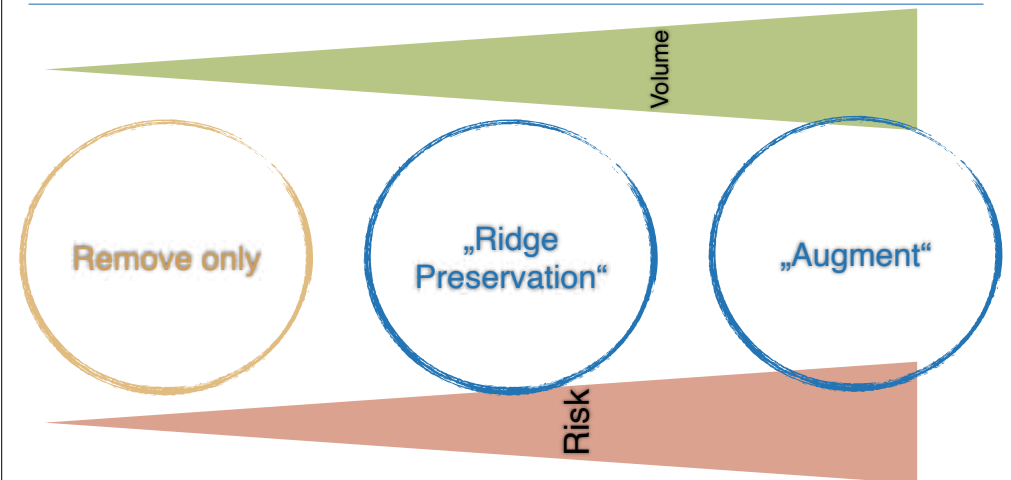 Volume
Remove only
„Ridge
Preservation“
„Augment“
Risk